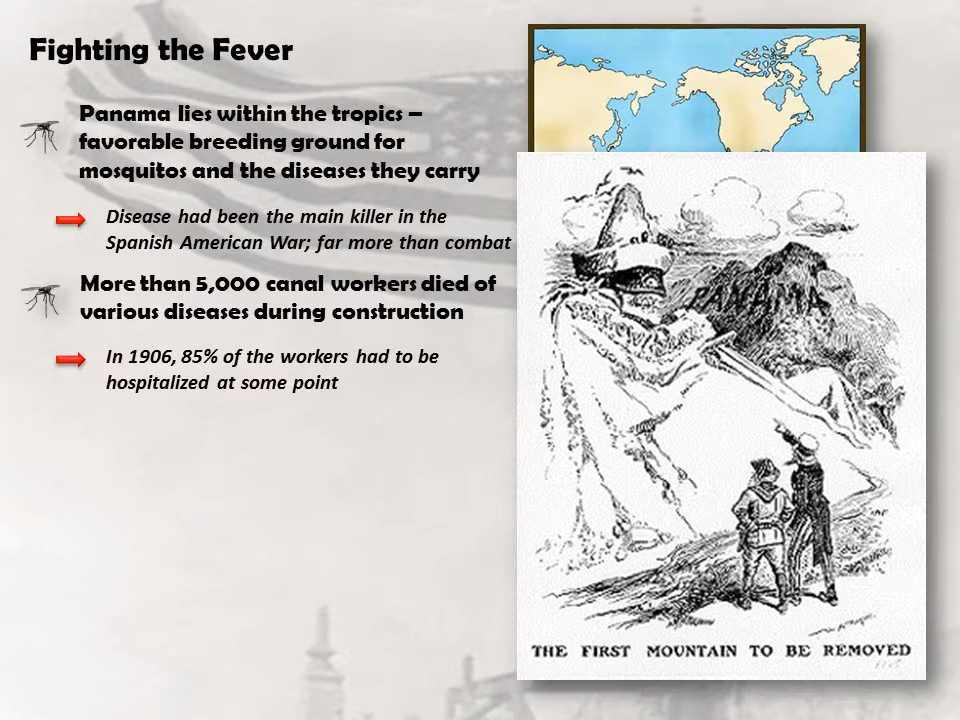 Fighting the Fever
Panama lies within the tropics –
favorable breeding ground for
mosquitos and the diseases they carry
Disease had been the main killer in the
Spanish American War; far more than combat
More than 5,000 canal workers died of
various diseases during construction
In 1906, 85% of the workers had to be
hospitalized at some point
PANAMA
THE FIRST MOUNTAIN TO BE REMOVED